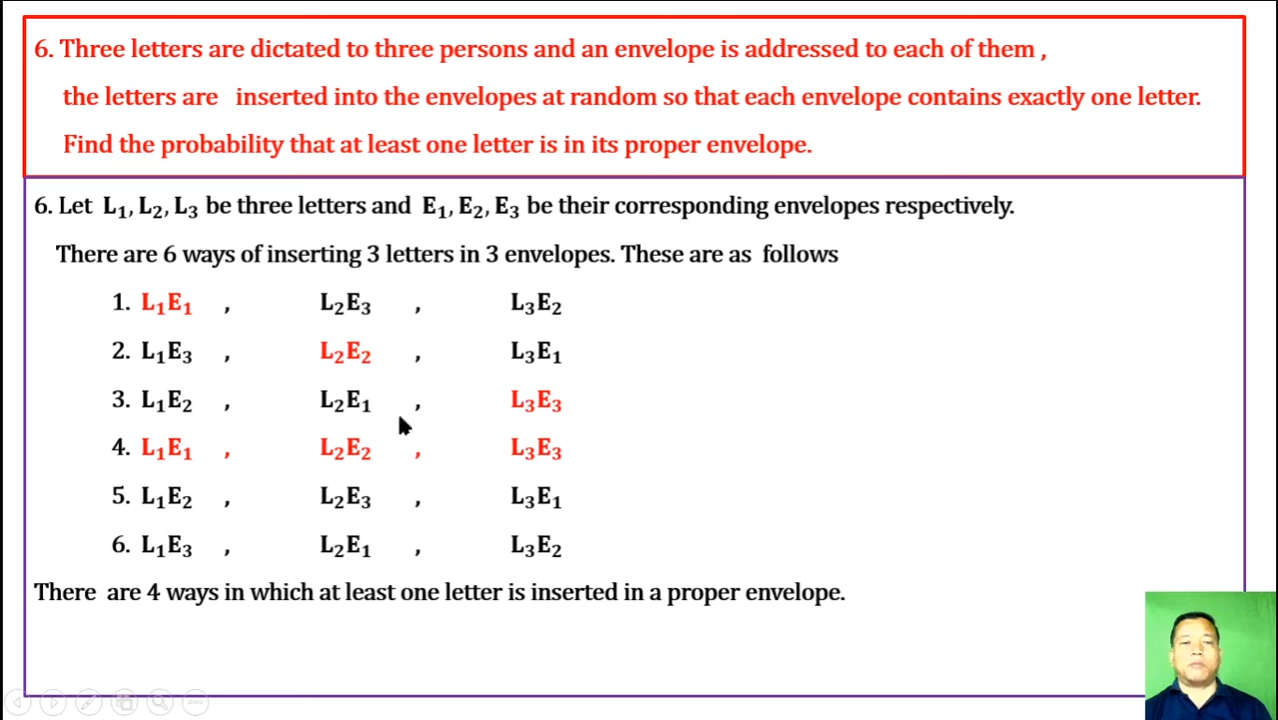 6. Three letters are dictated to three persons and an envelope is addressed to each of them ,
the letters are inserted into the envelopes at random so that each envelope contains exactly one letter.
Find the probability that at least one letter is in its proper envelope.
6. Let L₁, L₂, L₃ be three letters and E₁, E₂, E₃ be their corresponding envelopes respectively.
There are 6 ways of inserting 3 letters in 3 envelopes. These are as follows
1. L₁E₁ , L₂E₃ , L₃E₂
2. L₁E₃ , L₂E₂ , L₃E₁
3. L₁E₂ , L₂E₁ , L₃E₃
4. L₁E₁ , L₂E₂ , L₃E₃
5. L₁E₂ , L₂E₃ , L₃E₁
6. L₁E₃ , L₂E₁ , L₃E₂
There are 4 ways in which at least one letter is inserted in a proper envelope.